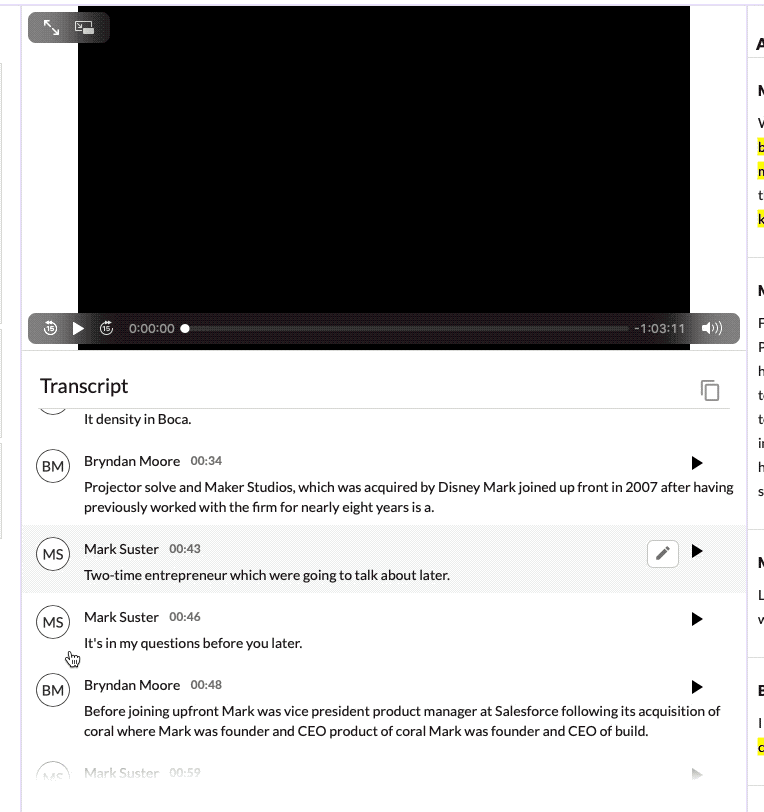 15
15
0:00:00
-1:03:11
Transcript
It density in Boca.
BM
Bryndan Moore 00:34
Projector solve and Maker Studios, which was acquired by Disney Mark joined up front in 2007 after having
previously worked with the firm for nearly eight years is a.
MS
Mark Suster 00:43
Two-time entrepreneur which were going to talk about later.
MS
Mark Suster 00:46
It's in my questions before you later.
BM
Bryndan Moore 00:48
Before joining upfront Mark was vice president product manager at Salesforce following its acquisition of
coral where Mark was founder and CEO product of coral Mark was founder and CEO of build.
MS
Mark Suster 00:59